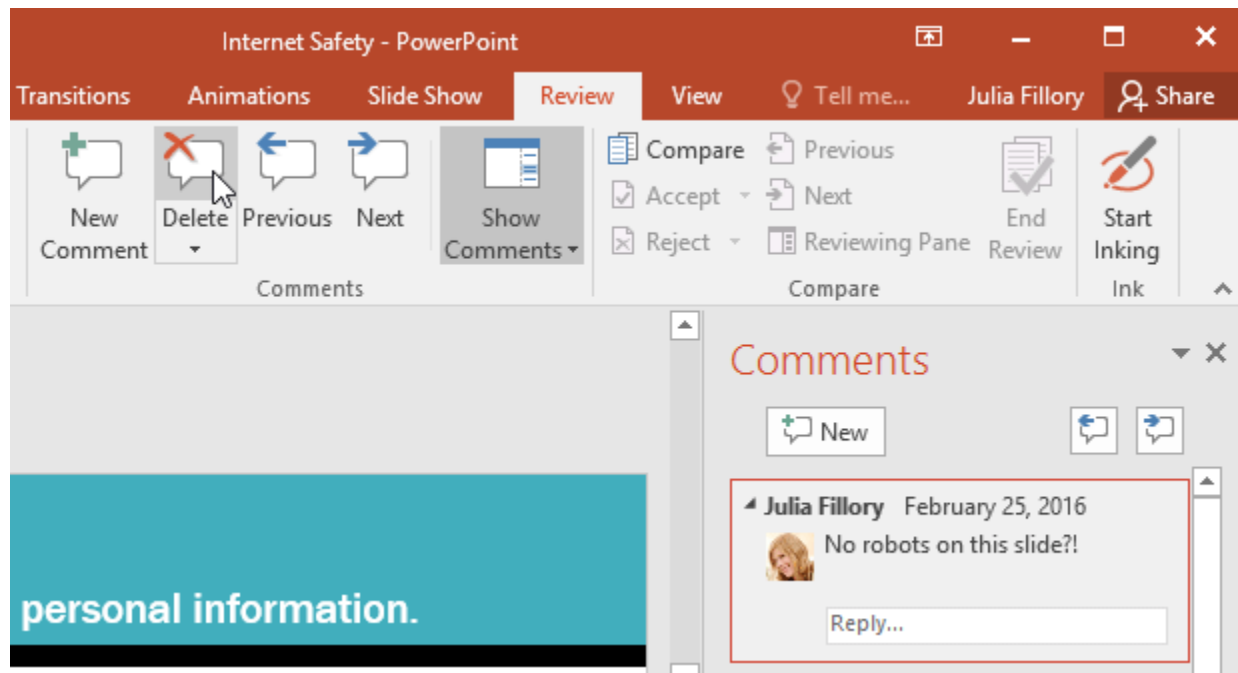 Internet Safety - PowerPoint
Transitions Animations Slide Show Review View Tell me... Julia Fillory Share
New Comment
Delete
Previous
Next
Show Comments
Comments
Compare
Accept
Reject
Previous
Next
Reviewing Pane
End Review
Compare
Start Inking
Ink
personal information.
Comments
New
Julia Fillory February 25, 2016
No robots on this slide?!
Reply...